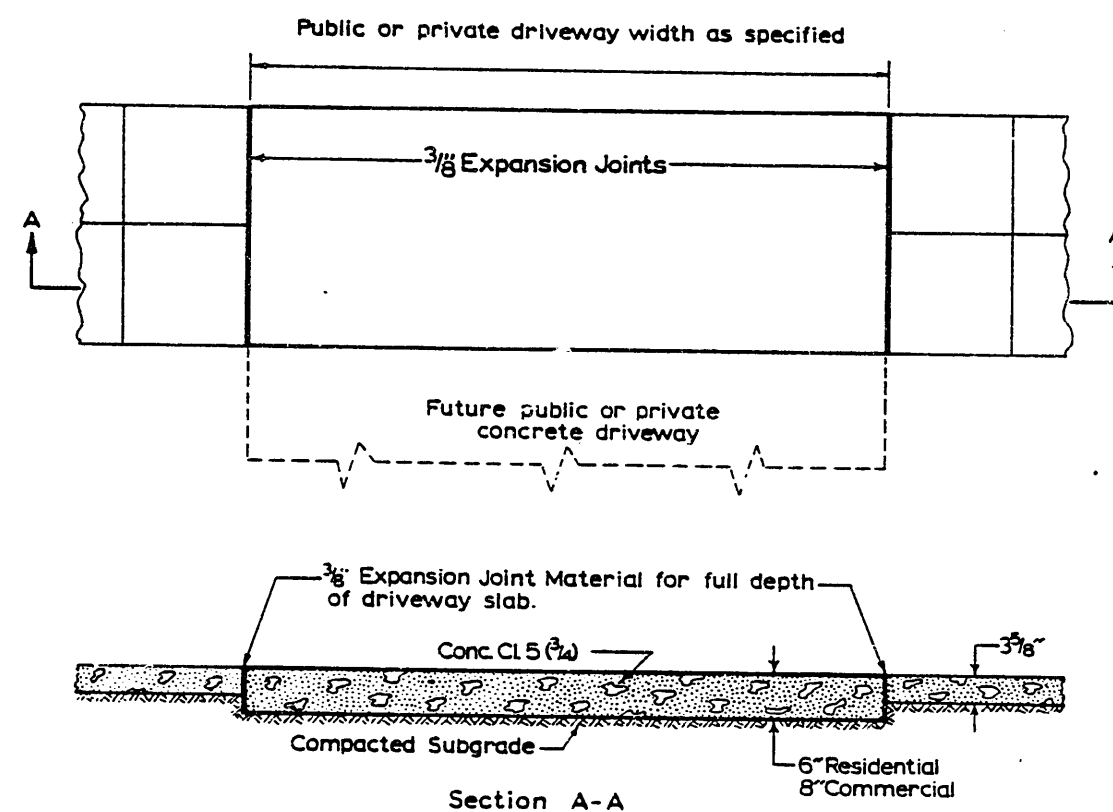 Public or private driveway width as specified
3/8" Expansion Joints
A
A
Future public or private
concrete driveway
3/8" Expansion Joint Material for full depth
of driveway slab.
Conc. Cl. 5 (3/4)
3 5/8"
Compacted Subgrade
6" Residential
8" Commercial
Section A-A